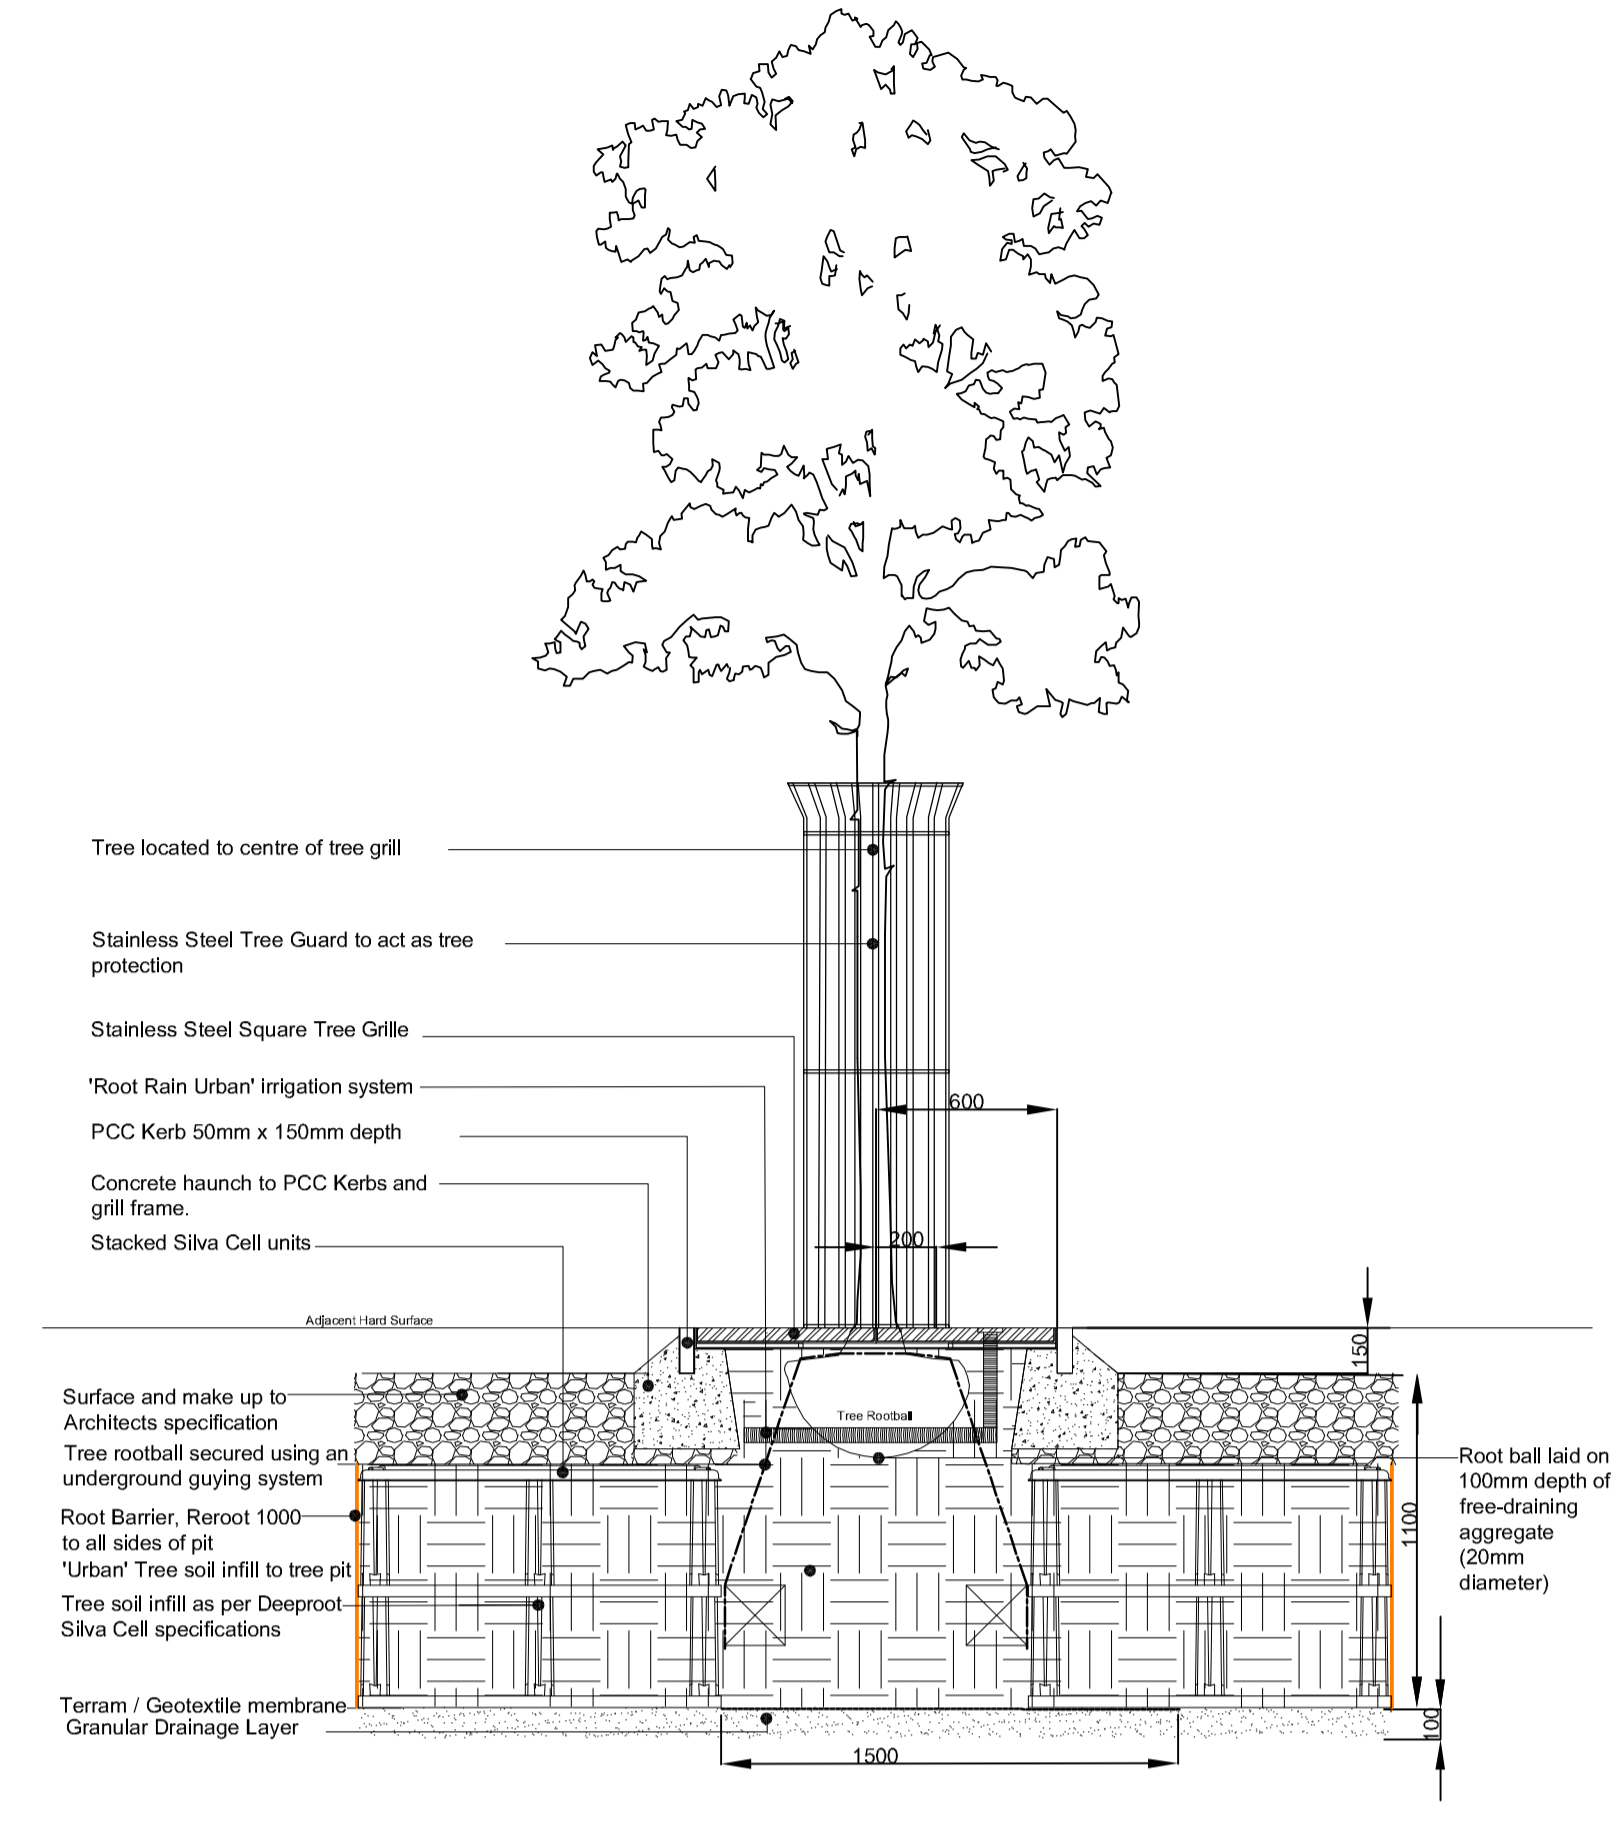 Tree located to centre of tree grill
Stainless Steel Tree Guard to act as tree
protection
Stainless Steel Square Tree Grille
'Root Rain Urban' irrigation system
600
PCC Kerb 50mm x 150mm depth
Concrete haunch to PCC Kerbs and
grill frame.
Stacked Silva Cell units
200
Adjacent Hard Surface
150
Surface and make up to
Architects specification
Tree Rootball
Tree rootball secured using an
underground guying system
Root Barrier, Reroot 1000
to all sides of pit
'Urban' Tree soil infill to tree pit
Tree soil infill as per Deeproot
Silva Cell specifications
Root ball laid on
100mm depth of
free-draining
aggregate
(20mm
diameter)
1100
Terram / Geotextile membrane
Granular Drainage Layer
100
1500